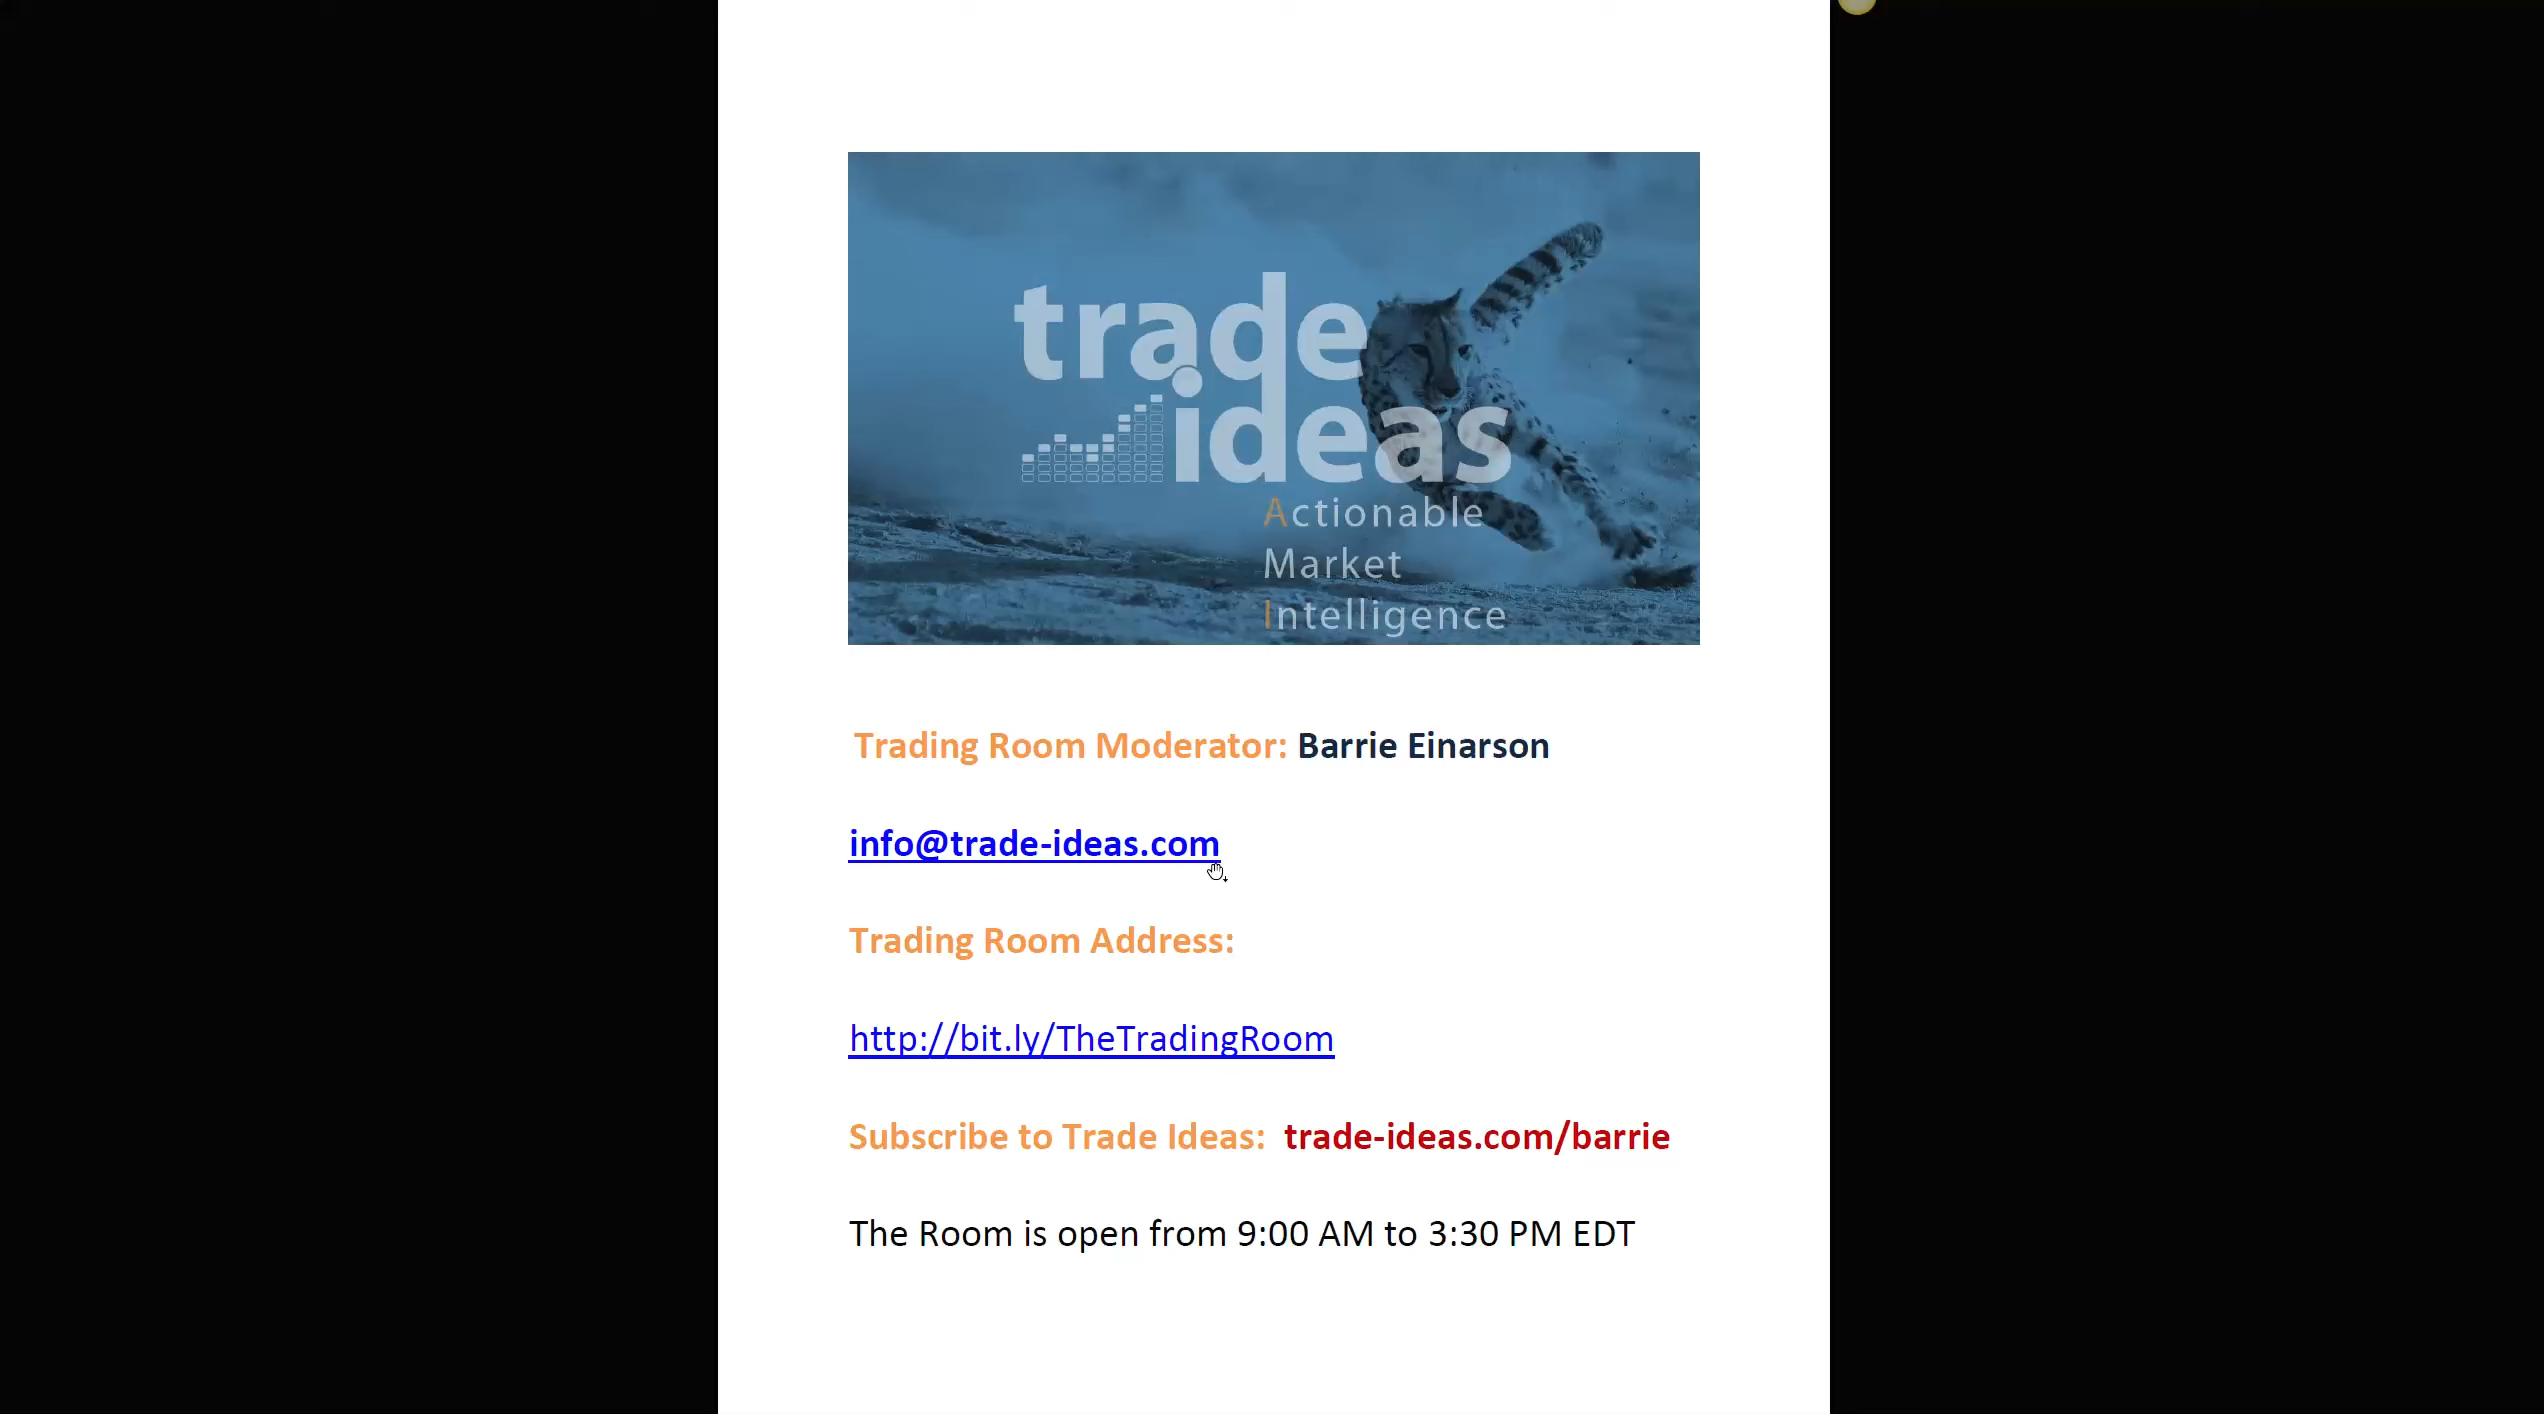 trade
ideas
Actionable
Market
Intelligence
Trading Room Moderator: Barrie Einarson
info@trade-ideas.com
Trading Room Address:
http://bit.ly/TheTradingRoom
Subscribe to Trade Ideas: trade-ideas.com/barrie
The Room is open from 9:00 AM to 3:30 PM EDT